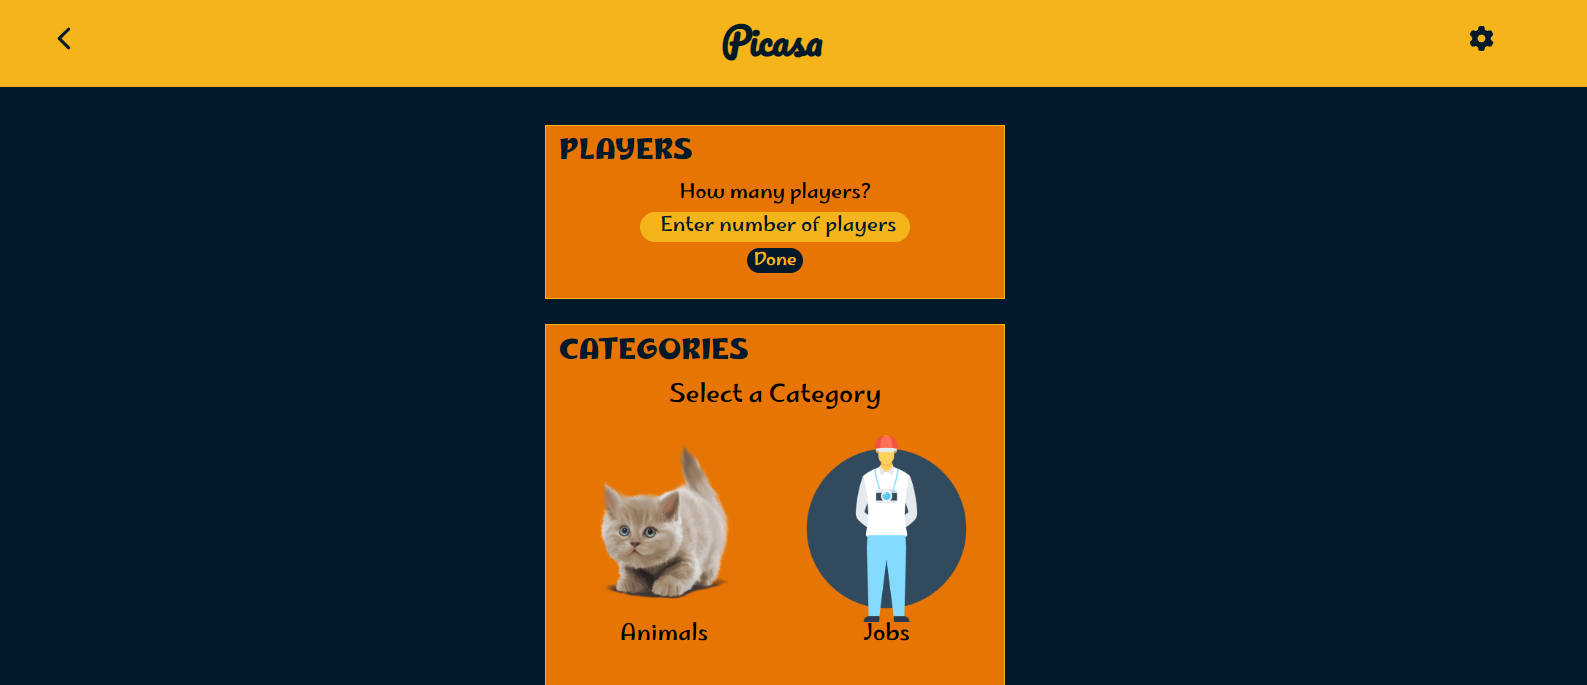 Picasa
PLAYERS
How many players?
Enter number of players
Done
CATEGORIES
Select a Category
Animals
Jobs